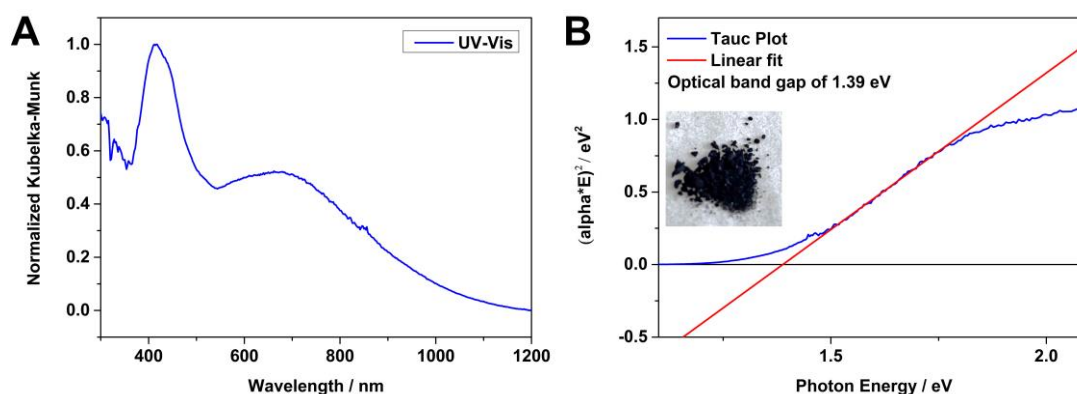 A
UV-Vis
Normalized Kubelka-Munk
1.0
0.8
0.6
0.4
0.2
0.0
400
600
800
1000
1200
Wavelength / nm
B
Tauc Plot
Linear fit
Optical band gap of 1.39 eV
(alpha*E)² / eV²
1.5
1.0
0.5
0.0
-0.5
1.5
2.0
Photon Energy / eV